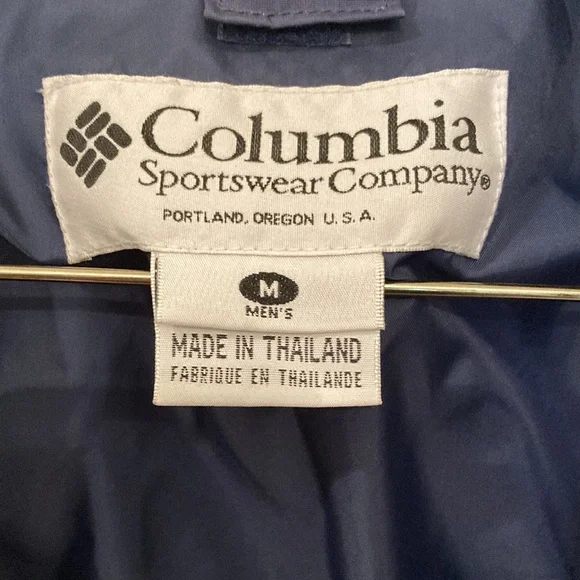 Columbia
Sportswear Company®
PORTLAND, OREGON U.S.A.
M
MEN'S
MADE IN THAILAND
FABRIQUE EN THAILANDE